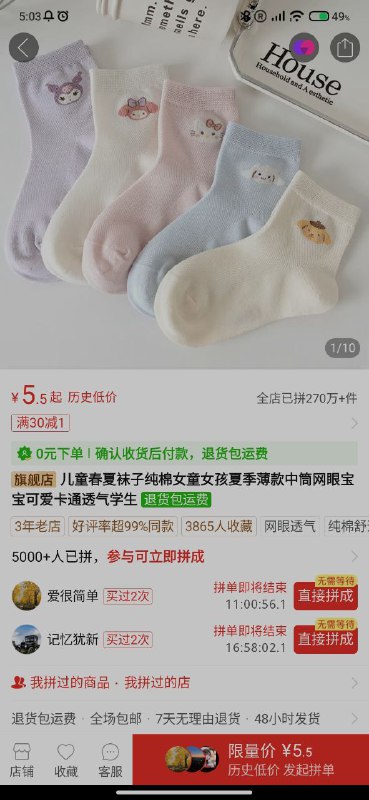 5:03
49%
mm.
metho
lls o
House
Household and Aesthetic
1/10
¥5.5起 历史低价
全店已拼270万+件
满30减1
0元下单 | 确认收货后付款，退货包运费
旗舰店 儿童春夏袜子纯棉女童女孩夏季薄款中筒网眼宝
宝可爱卡通透气学生 退货包运费
3年老店 好评率超99%同款 3865人收藏 网眼透气 纯棉舒
5000+人已拼，参与可立即拼成
爱很简单 买过2次
拼单即将结束
11:00:56.1
无需等待
直接拼成
记忆犹新 买过2次
拼单即将结束
16:58:02.1
无需等待
直接拼成
我拼过的商品 · 我拼过的店
退货包运费 · 全场包邮 · 7天无理由退货 · 48小时发货
店铺
收藏
客服
限量价 ¥5.5
历史低价 发起拼单